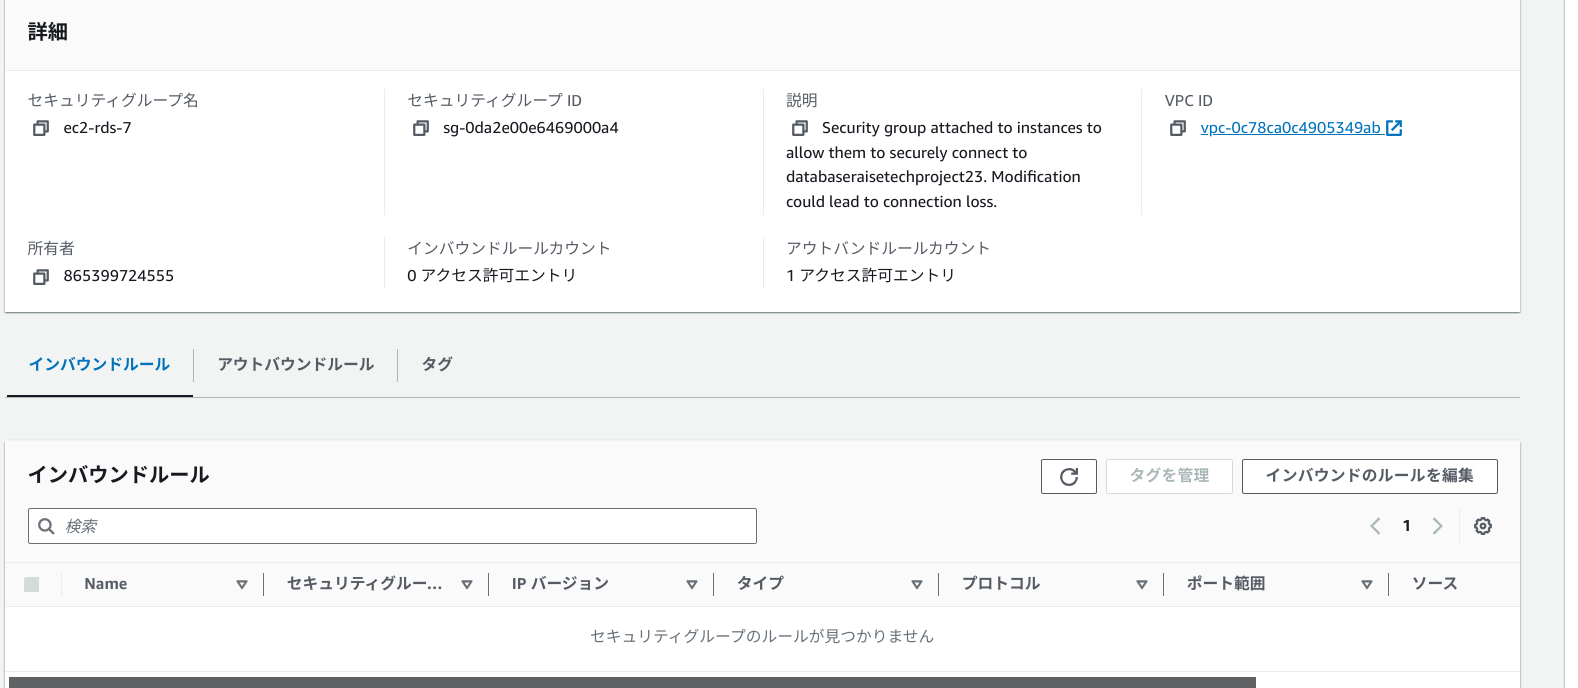 詳細
セキュリティグループ名
ec2-rds-7
セキュリティグループ ID
sg-0da2e00e6469000a4
説明
Security group attached to instances to
allow them to securely connect to
databaseraisetechproject23. Modification
could lead to connection loss.
VPC ID
vpc-0c78ca0c4905349ab
所有者
865399724555
インバウンドルールカウント
0 アクセス許可エントリ
アウトバンドルールカウント
1 アクセス許可エントリ
インバウンドルール
アウトバウンドルール
タグ
インバウンドルール
タグを管理
インバウンドのルールを編集
検索
1
Name
セキュリティグルー...
IP バージョン
タイプ
プロトコル
ポート範囲
ソース
セキュリティグループのルールが見つかりません